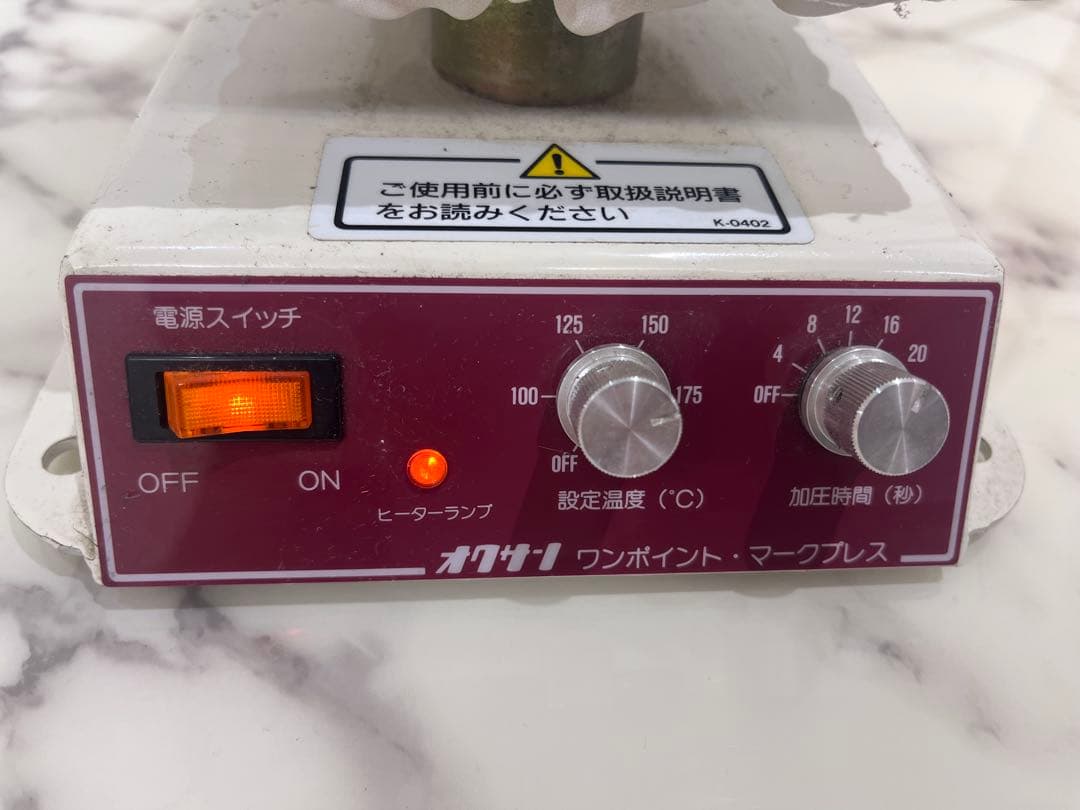 ご使用前に必ず取扱説明書
をお読みください
K-0402
電源スイッチ
OFF
ON
ヒーターランプ
125
150
100
175
OFF
設定温度（℃）
4
8
12
16
20
OFF
加圧時間（秒）
オクサン ワンポイント・マークプレス